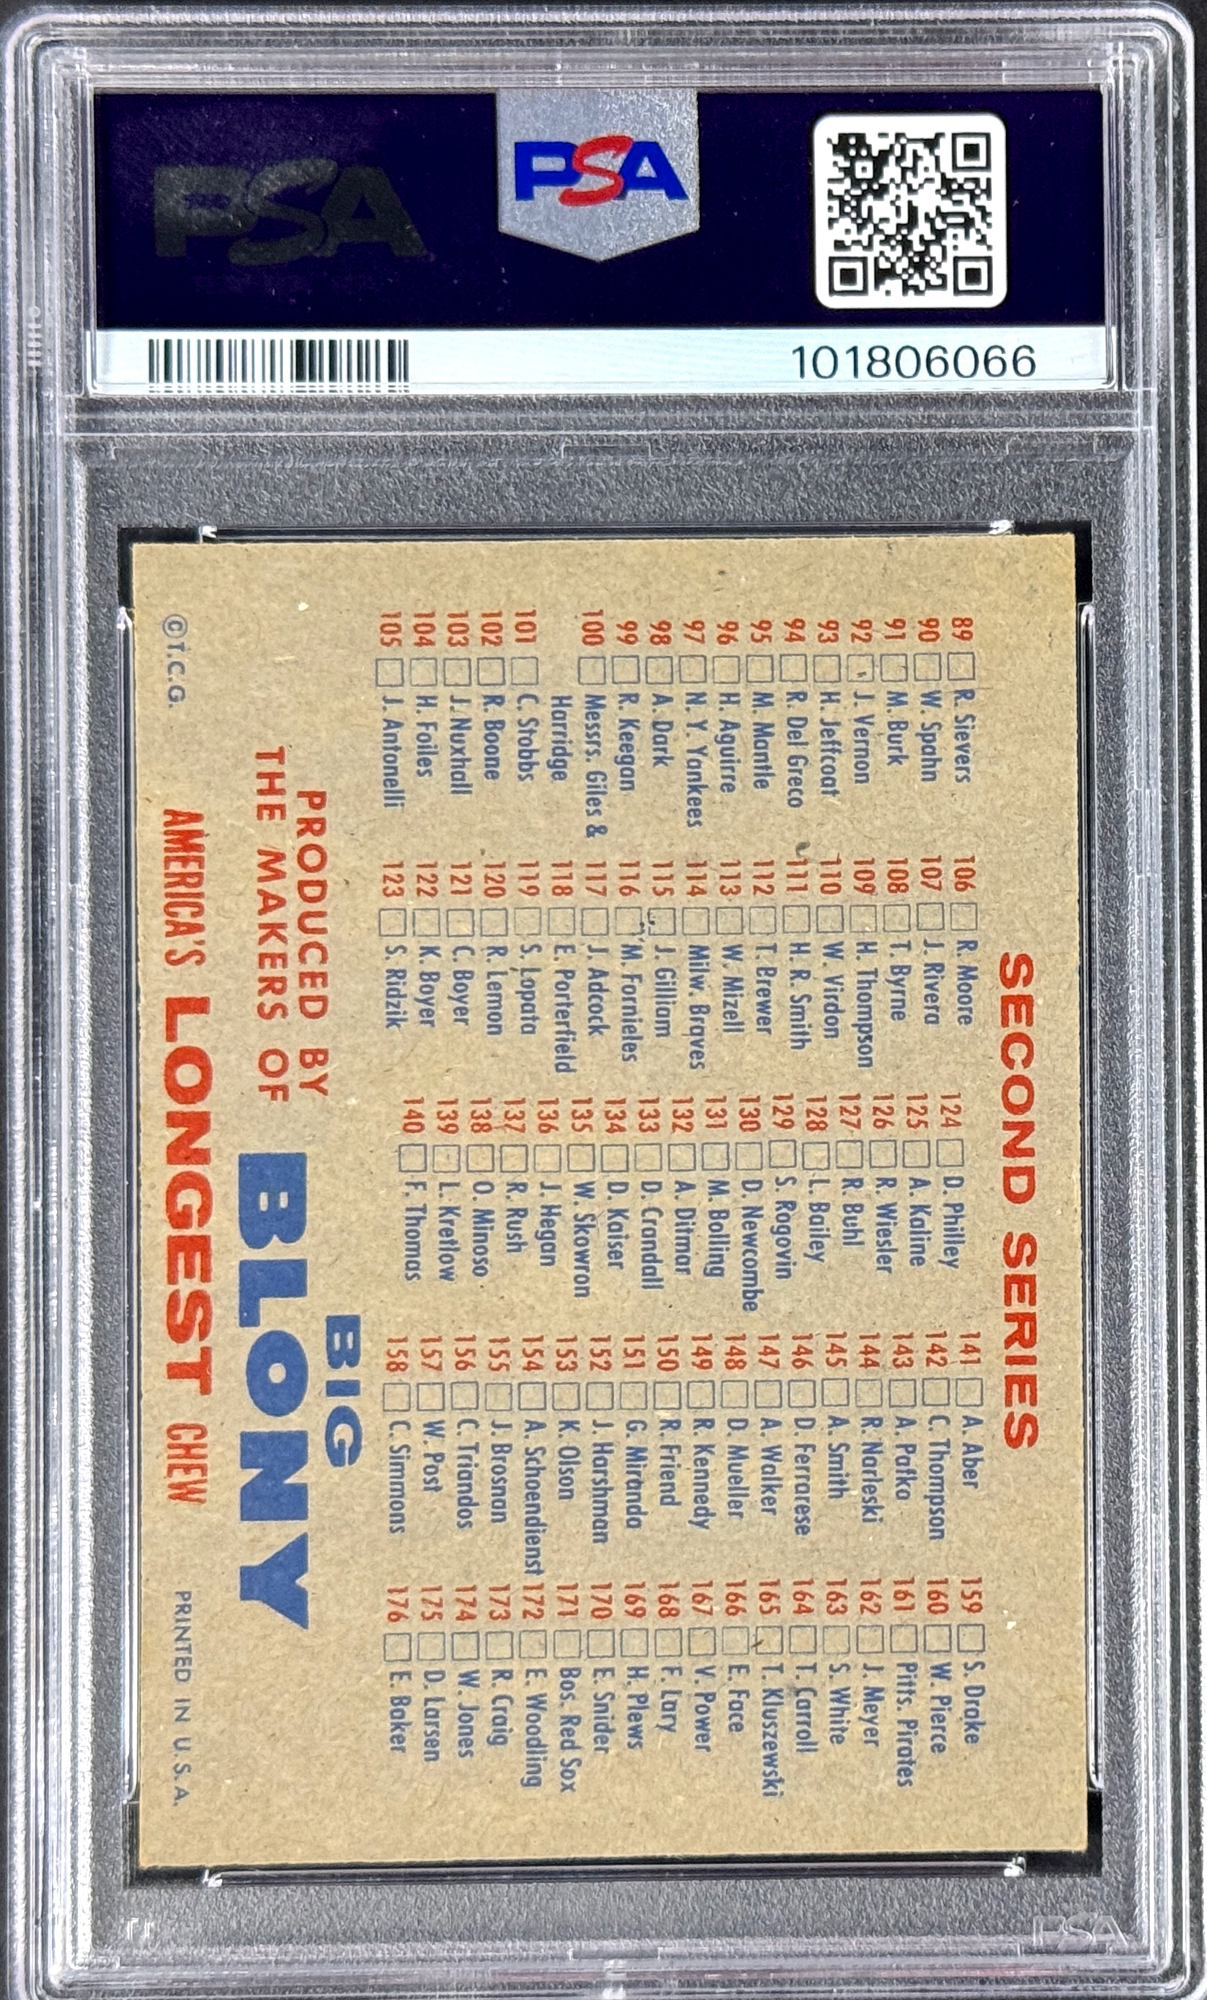 PSA
PSA
101806066
SECOND SERIES
89 R. Sievers
90 W. Spahn
91 M. Burk
92 J. Vernon
93 H. Jeffcoat
94 R. Del Greco
95 M. Mantle
96 H. Aguirre
97 N. Y. Yankees
98 A. Dark
99 R. Keegan
100 Messrs. Giles &
Harridge
101 C. Stobbs
102 R. Boone
103 J. Nuxhall
104 H. Foiles
105 J. Antonelli
106 R. Moore
107 J. Rivera
108 T. Byrne
109 H. Thompson
110 W. Virdon
111 H. R. Smith
112 T. Brewer
113 W. Mizell
114 Milw. Braves
115 J. Gilliam
116 M. Fornieles
117 J. Adcock
118 E. Porterfield
119 S. Lopata
120 R. Lemon
121 C. Boyer
122 K. Boyer
123 S. Ridzik
124 D. Philley
125 A. Kaline
126 R. Wiesler
127 R. Buhl
128 L. Bailey
129 S. Rogovin
130 D. Newcombe
131 M. Bolling
132 A. Ditmar
133 D. Crandall
134 D. Kaiser
135 W. Skowron
136 J. Hegan
137 R. Rush
138 O. Minoso
139 L. Kretlow
140 F. Thomas
141 A. Aber
142 C. Thompson
143 A. Pafko
144 R. Narleski
145 A. Smith
146 D. Ferrarese
147 A. Walker
148 D. Mueller
149 R. Kennedy
150 R. Friend
151 G. Miranda
152 J. Harshman
153 K. Olson
154 A. Schoendienst
155 J. Brosnan
156 C. Triandos
157 W. Post
158 C. Simmons
159 S. Drake
160 W. Pierce
161 Pitts. Pirates
162 J. Meyer
163 S. White
164 T. Carroll
165 T. Kluszewski
166 E. Face
167 V. Power
168 F. Lary
169 H. Plews
170 E. Snider
171 Bos. Red Sox
172 E. Woodling
173 R. Craig
174 W. Jones
175 D. Larsen
176 E. Baker
PRODUCED BY
THE MAKERS OF
BIG
BLONY
AMERICA'S LONGEST CHEW
©T.C.G.
PRINTED IN U.S.A.
PSA